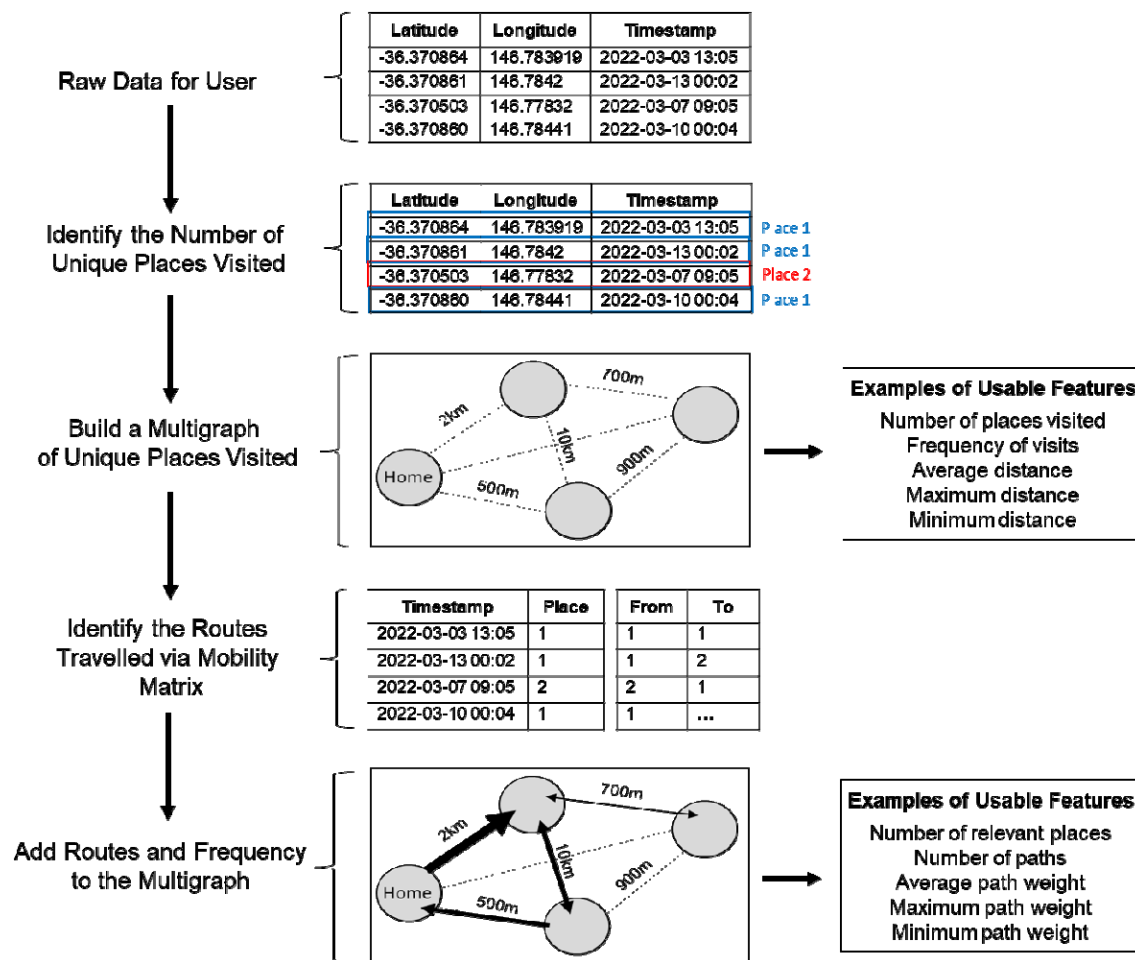 Latitude Longitude Timestamp
-36.370864 146.783919 2022-03-03 13:05
-36.370861 146.7842 2022-03-13 00:02
-36.370503 146.77832 2022-03-07 09:05
-36.370860 146.78441 2022-03-10 00:04
Raw Data for User
Latitude Longitude Timestamp
-36.370864 146.783919 2022-03-03 13:05 P ace 1
-36.370861 146.7842 2022-03-13 00:02 P ace 1
-36.370503 146.77832 2022-03-07 09:05 Place 2
-36.370860 146.78441 2022-03-10 00:04 P ace 1
Identify the Number of
Unique Places Visited
Build a Multigraph
of Unique Places Visited
700m
2km
10km
900m
Home
500m
Examples of Usable Features
Number of places visited
Frequency of visits
Average distance
Maximum distance
Minimum distance
Identify the Routes
Travelled via Mobility
Matrix
Timestamp Place From To
2022-03-03 13:05 1 1 1
2022-03-13 00:02 1 1 2
2022-03-07 09:05 2 2 1
2022-03-10 00:04 1 1 ...
Add Routes and Frequency
to the Multigraph
700m
2km
10km
900m
Home
500m
Examples of Usable Features
Number of relevant places
Number of paths
Average path weight
Maximum path weight
Minimum path weight